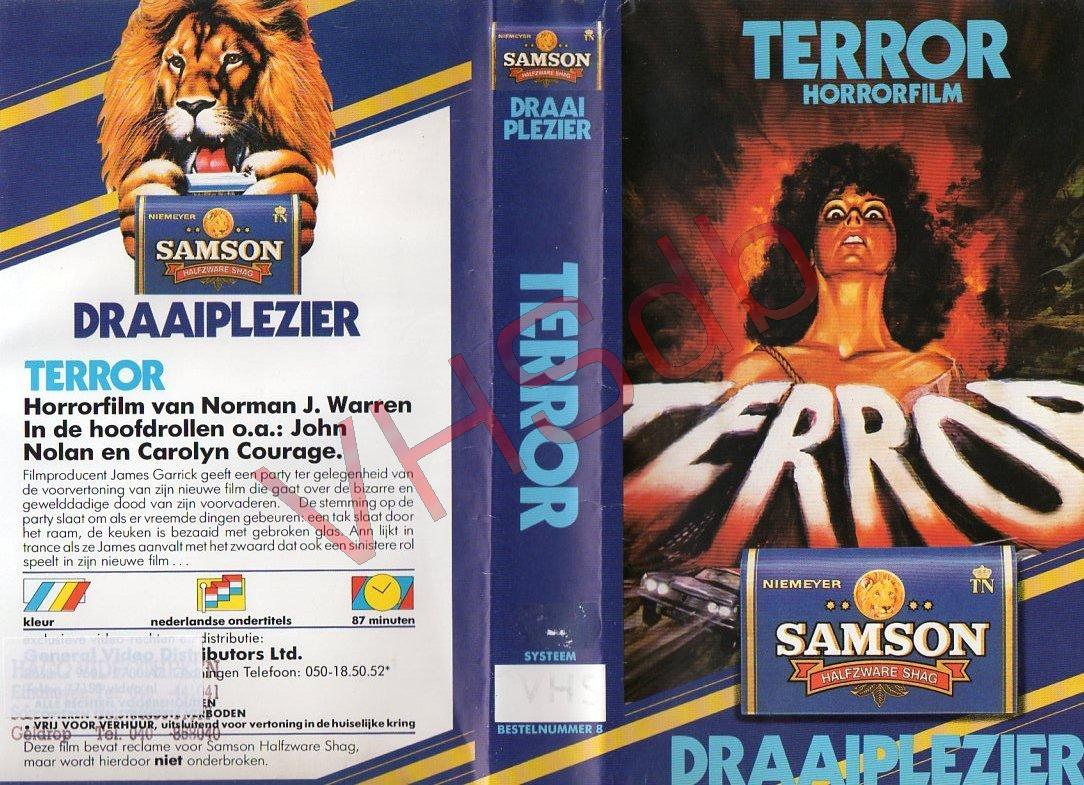 NIEMEYER
TN
SAMSON
HALFZWARE SHAG
DRAAIPLEZIER
TERROR
Horrorfilm van Norman J. Warren
In de hoofdrollen o.a.: John
Nolan en Carolyn Courage.
Filmproducent James Garrick geeft een party ter gelegenheid van
de voorvertoning van zijn nieuwe film die gaat over de bizarre en
gewelddadige dood van zijn voorvaderen. De stemming op de
party slaat om als er vreemde dingen gebeuren: een tak slaat door
het raam, de keuken is bezaaid met gebroken glas. Ann lijkt in
trance als ze James aanvalt met het zwaard dat ook een sinistere rol
speelt in zijn nieuwe film . . .
kleur
nederlandse ondertitels
87 minuten
distributie:
General Video Distributors Ltd.
Telefoon: 050-18.50.52*
• VRIJ VOOR VERHUUR, uitsluitend voor vertoning in de huiselijke kring
Geldrop Tel. 040
Deze film bevat reclame voor Samson Halfzware Shag,
maar wordt hierdoor niet onderbroken.
NIEMEYER
TN
SAMSON
HALFZWARE SHAG
DRAAI
PLEZIER
TERROR
SYSTEEM
VHS
BESTELNUMMER 8
TERROR
HORRORFILM
TERROR
NIEMEYER
TN
SAMSON
HALFZWARE SHAG
DRAAIPLEZIER
VHSdb